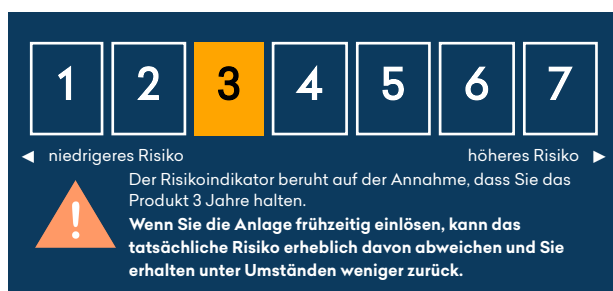 1 2 3 4 5 6 7
◄ niedrigeres Risiko höheres Risiko ►
Der Risikoindikator beruht auf der Annahme, dass Sie das
Produkt 3 Jahre halten.
!
Wenn Sie die Anlage frühzeitig einlösen, kann das
tatsächliche Risiko erheblich davon abweichen und Sie
erhalten unter Umständen weniger zurück.